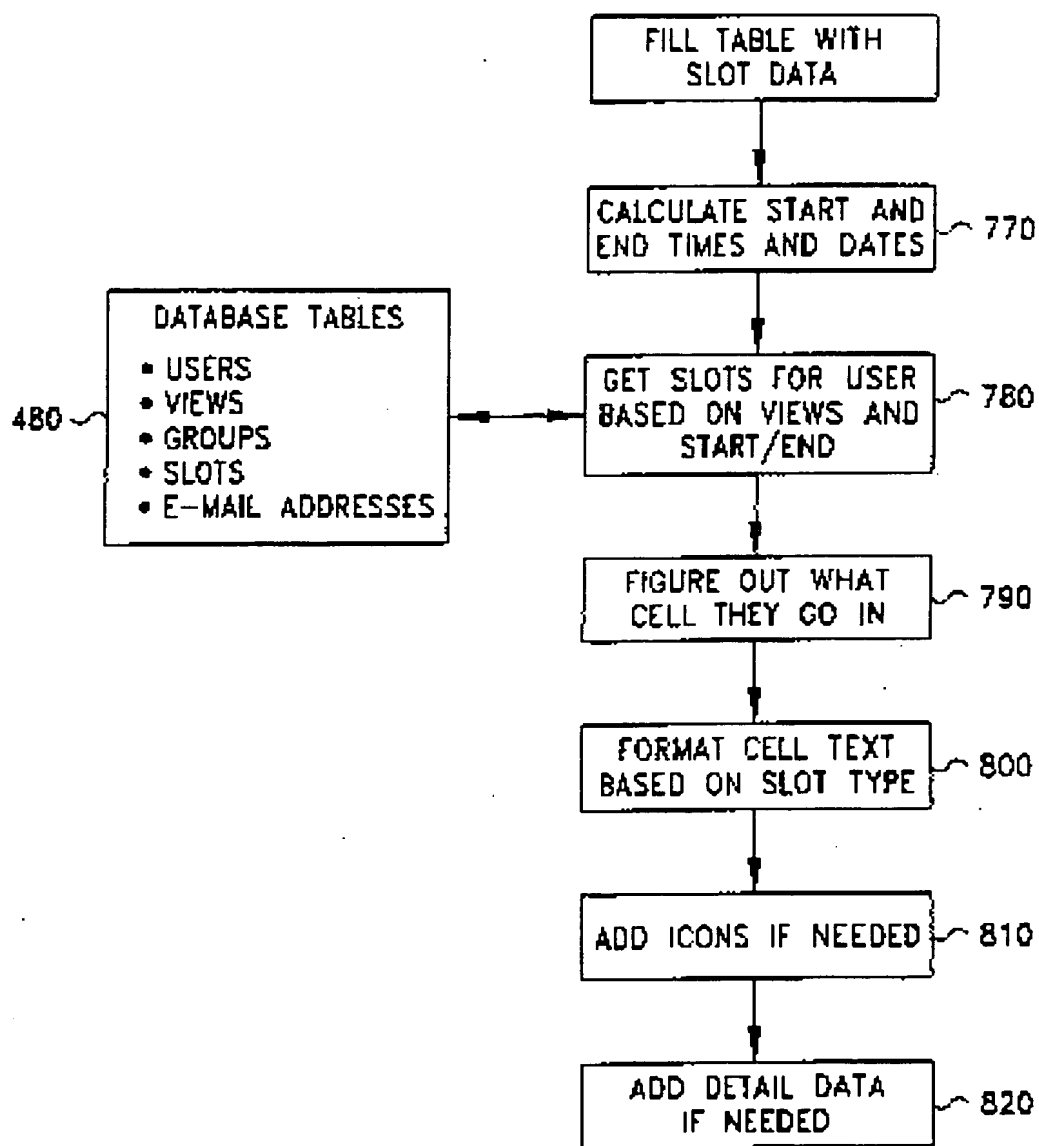 FILL TABLE WITH
SLOT DATA
CALCULATE START AND
END TIMES AND DATES
770
DATABASE TABLES
• USERS
• VIEWS
• GROUPS
• SLOTS
• E-MAIL ADDRESSES
480
GET SLOTS FOR USER
BASED ON VIEWS AND
START/END
780
FIGURE OUT WHAT
CELL THEY GO IN
790
FORMAT CELL TEXT
BASED ON SLOT TYPE
800
ADD ICONS IF NEEDED
810
ADD DETAIL DATA
IF NEEDED
820